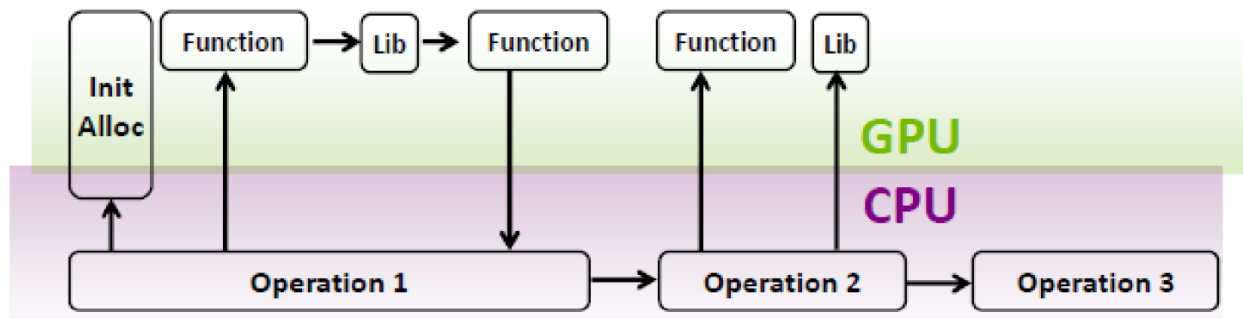 Init
Alloc
Function
Lib
Function
Function
Lib
GPU
CPU
Operation 1
Operation 2
Operation 3